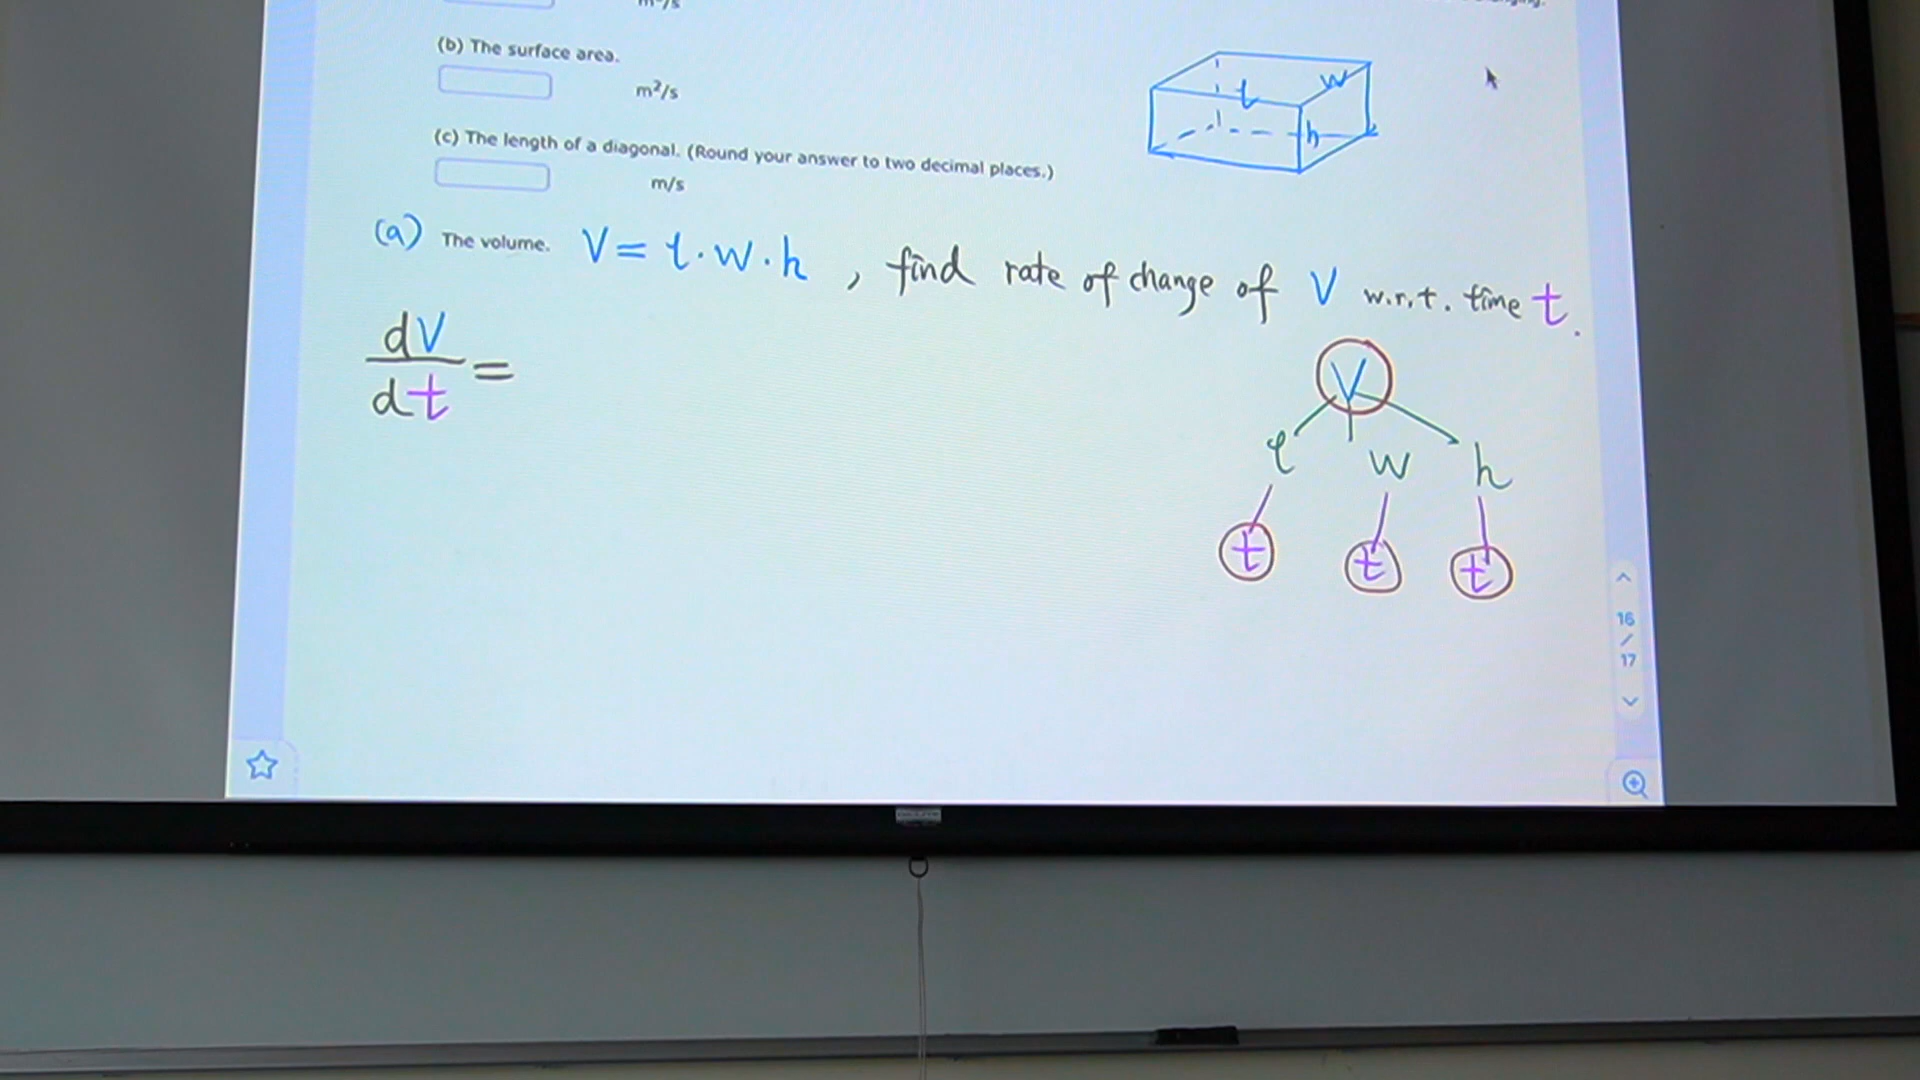 m³/s
(b) The surface area.
m²/s
(c) The length of a diagonal. (Round your answer to two decimal places.)
m/s
ℓ w h
(a) The volume. V = ℓ · w · h , find rate of change of V w.r.t. time t.
dV/dt =
V
ℓ w h
t t t
16
/
17